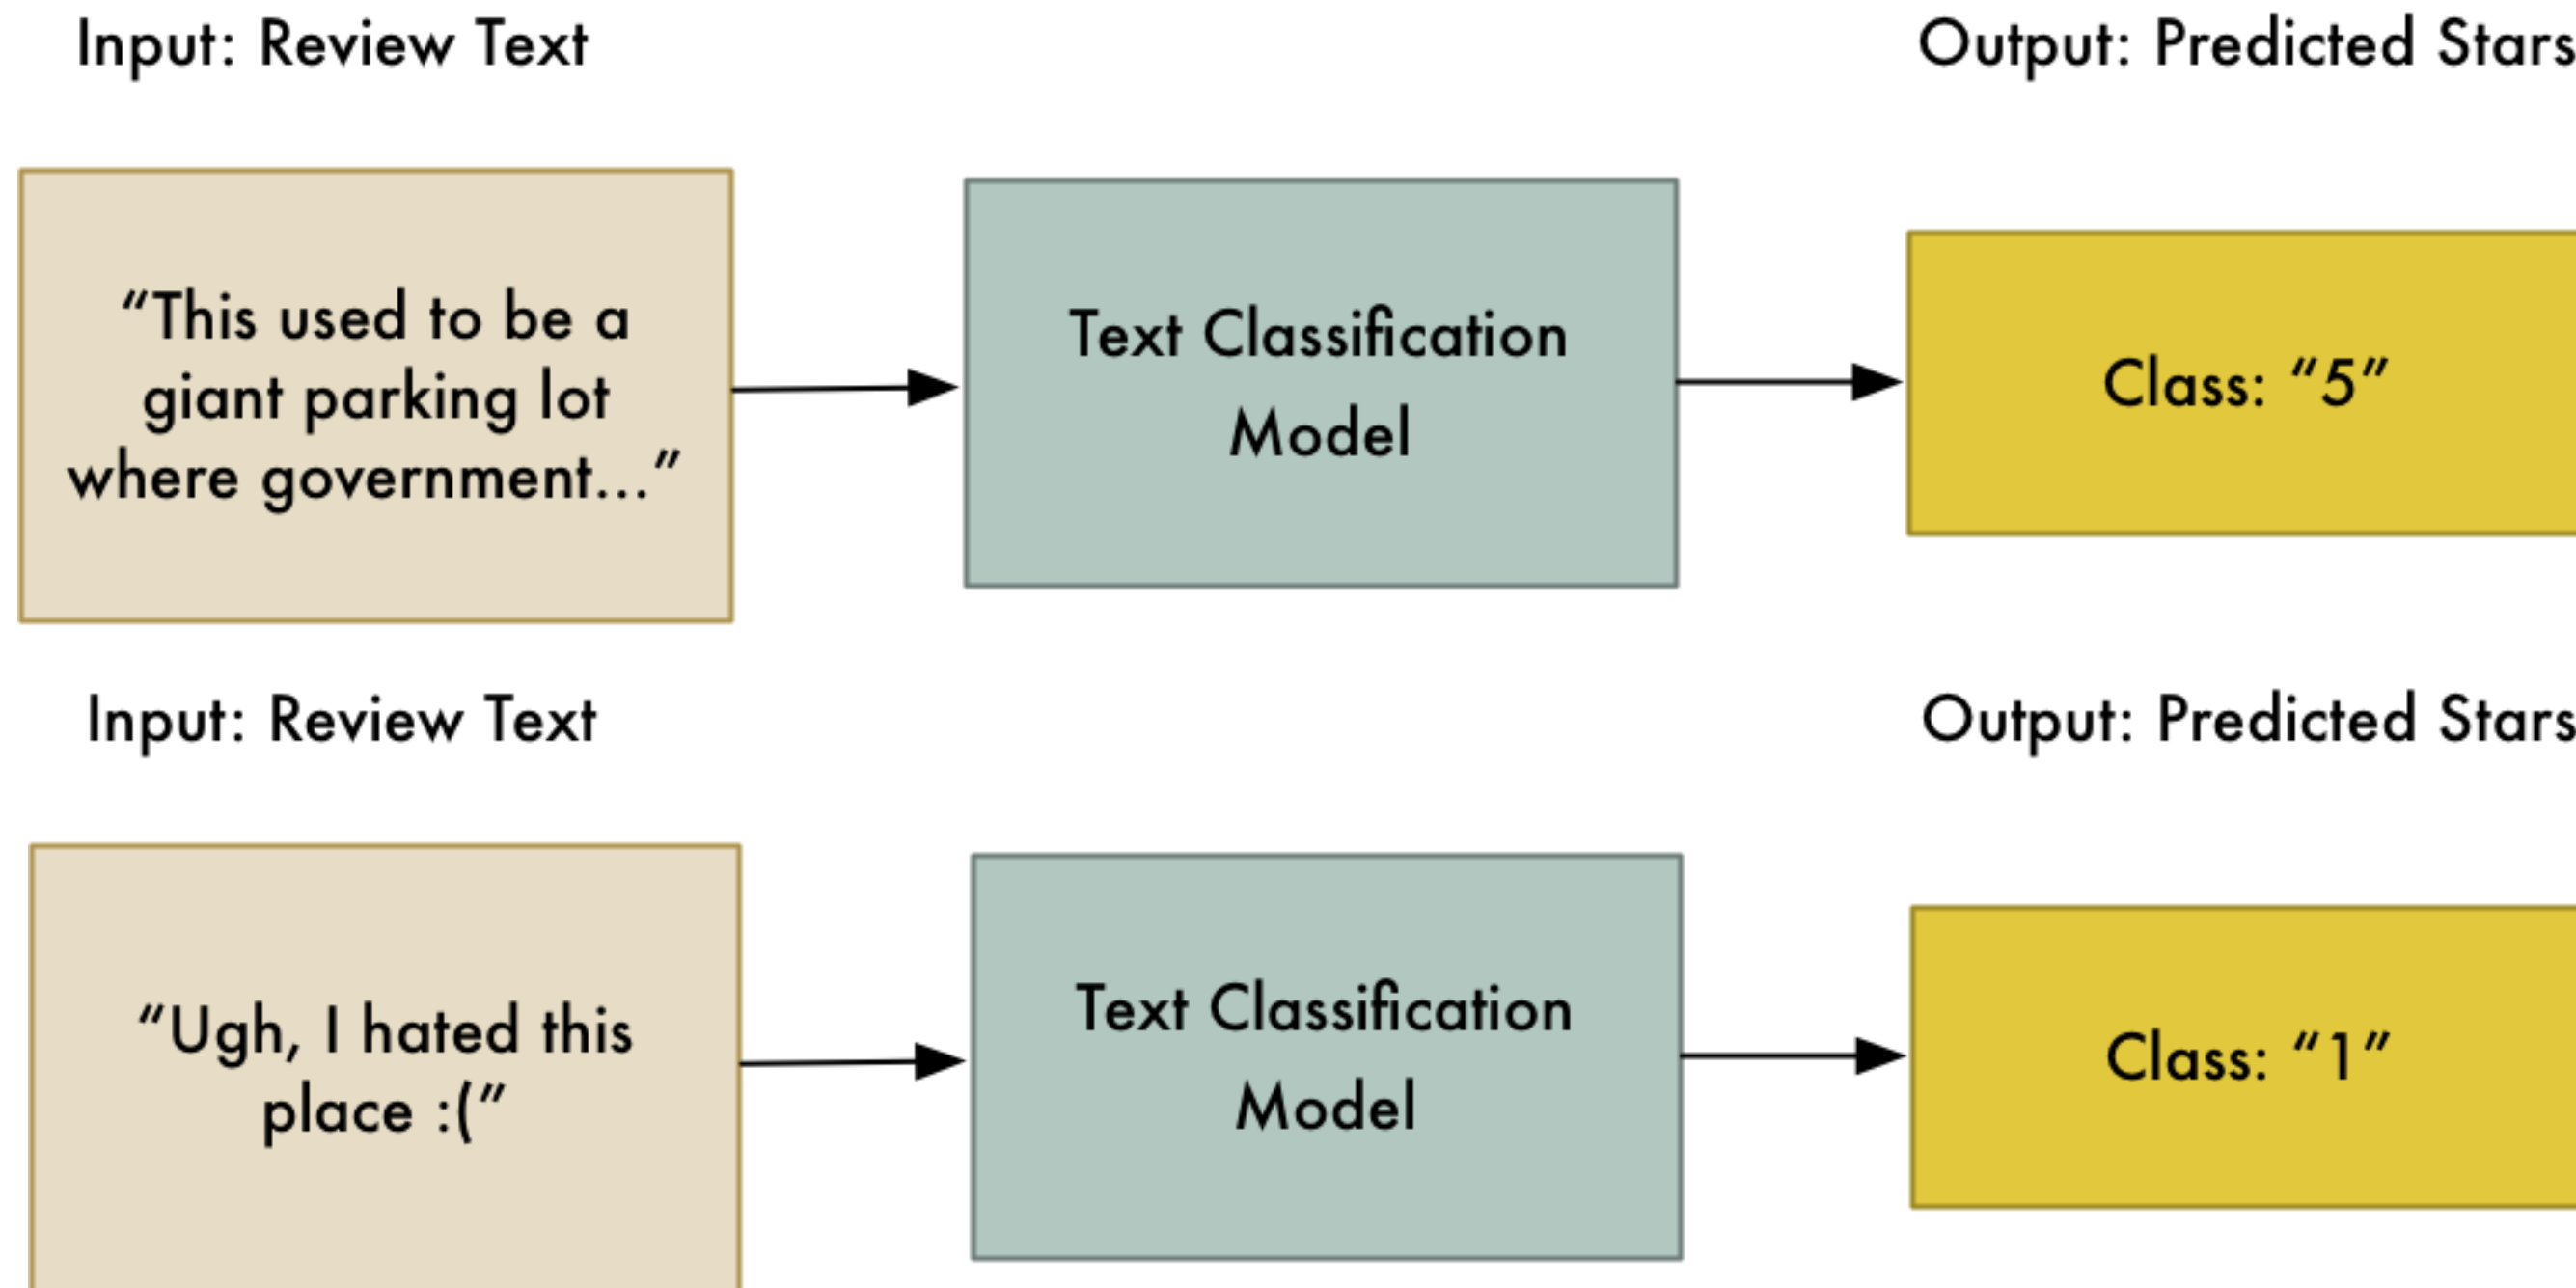 Input: Review Text
Output: Predicted Stars
“This used to be a
giant parking lot
where government...”
Text Classification
Model
Class: “5”
Input: Review Text
Output: Predicted Stars
“Ugh, I hated this
place :(”
Text Classification
Model
Class: “1”